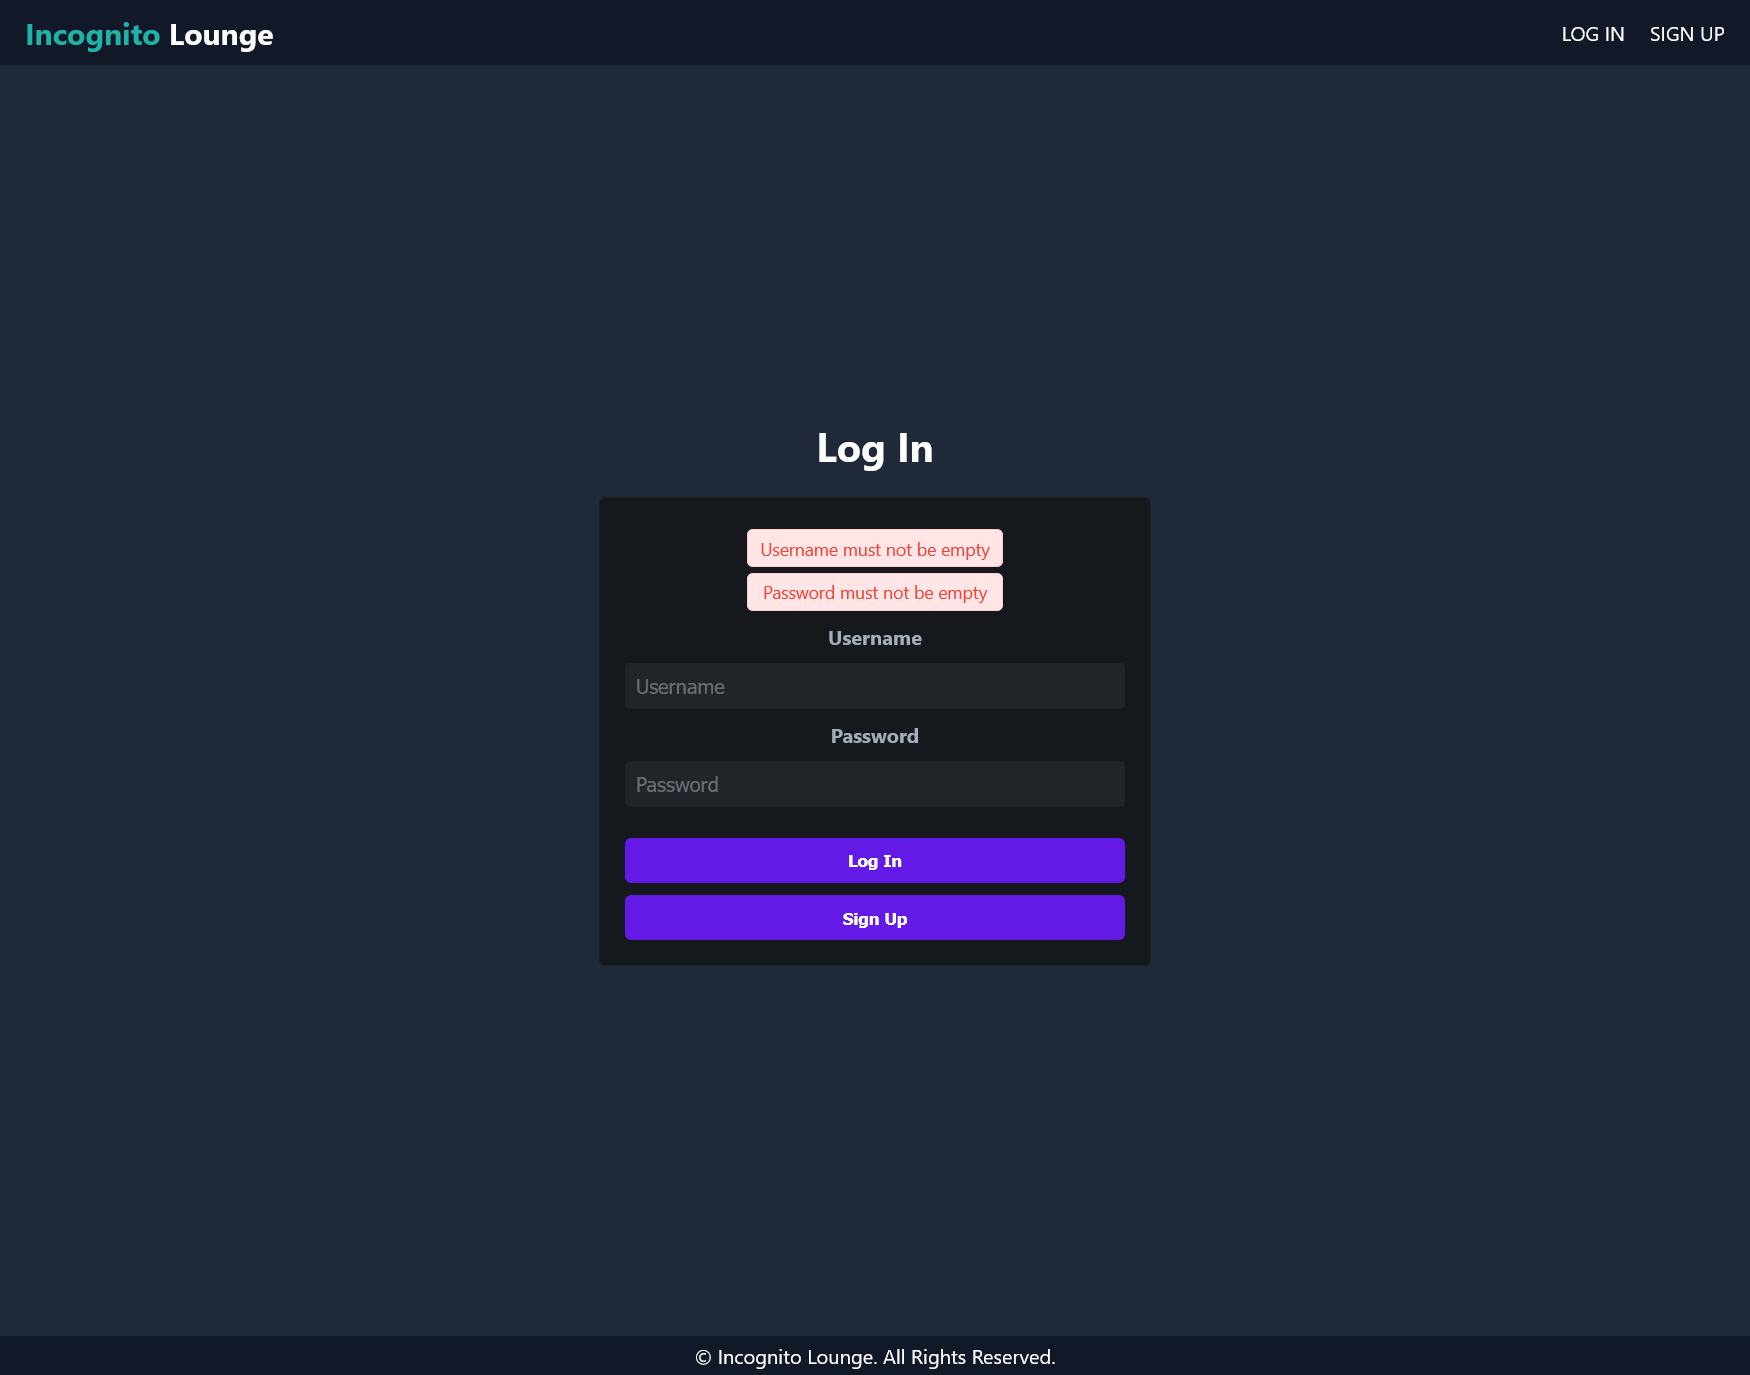 Incognito Lounge
LOG IN
SIGN UP
Log In
Username must not be empty
Password must not be empty
Username
Username
Password
Password
Log In
Sign Up
© Incognito Lounge. All Rights Reserved.